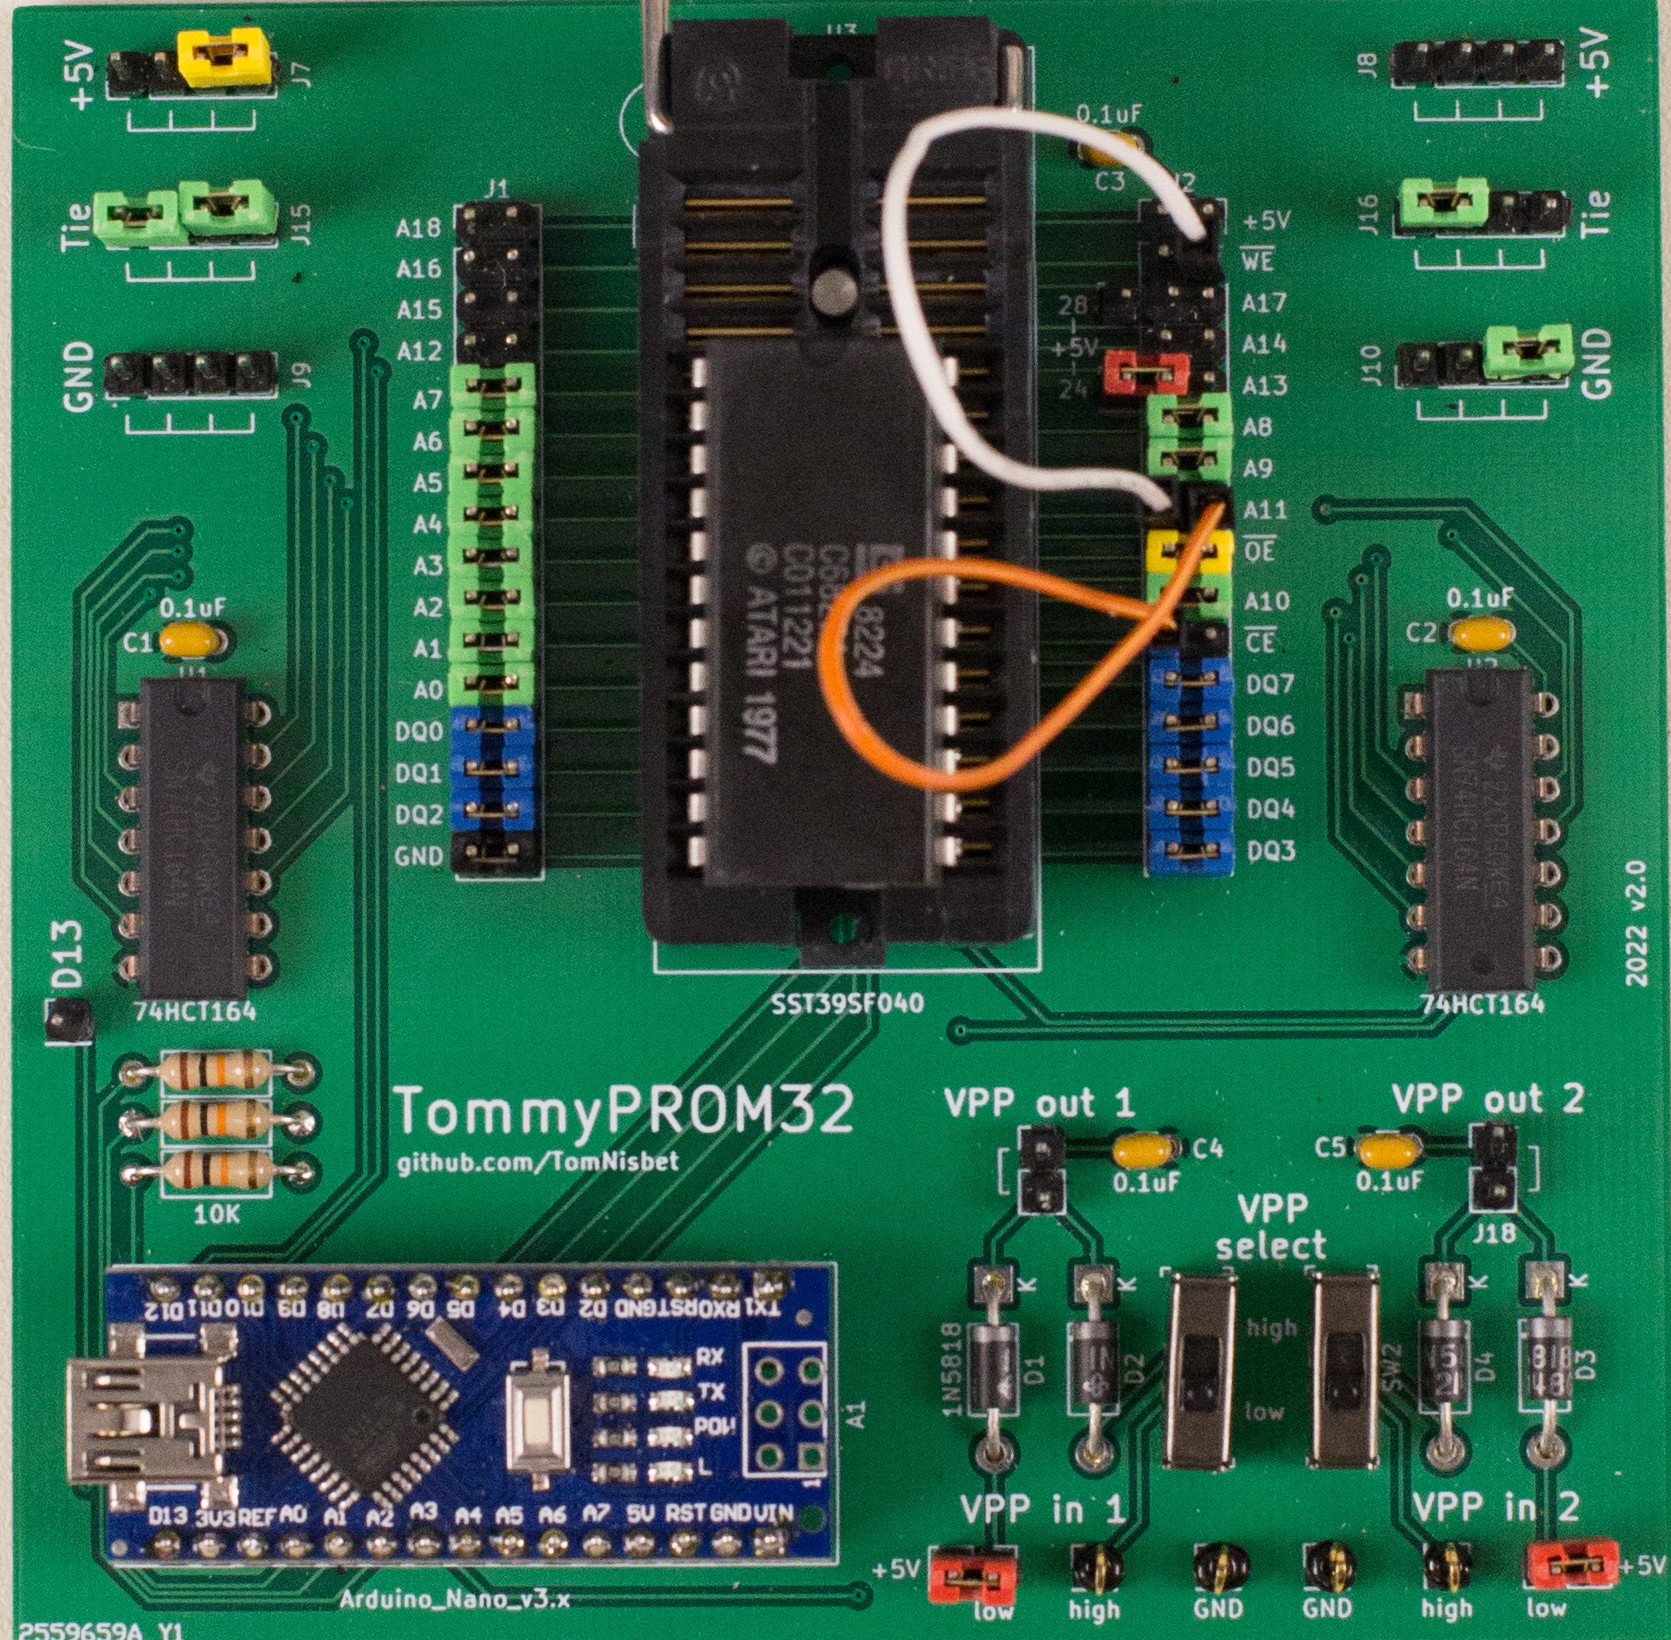 +5V
J7
U3
J8
+5V
0.1uF
C3
Tie
J15
J1
J2
J16
Tie
A18
A16
A15
A12
A7
A6
A5
A4
A3
A2
A1
A0
DQ0
DQ1
DQ2
GND
+5V
WE
A17
A14
A13
A8
A9
A11
OE
A10
CE
DQ7
DQ6
DQ5
DQ4
DQ3
28
+5V
24
GND
J9
J10
GND
8224
C011221
© ATARI 1977
0.1uF
C1
U1
74HCT164
0.1uF
C2
U2
SN74HC164N
74HCT164
2022 v2.0
D13
SST39SF040
10K
TommyPROM32
github.com/TomNisbet
VPP out 1
VPP out 2
C4
0.1uF
C5
0.1uF
J18
VPP
select
high
low
K
K
K
K
1N5818
D1
D2
SW2
D4
D3
D12 D11 D10 D9 D8 D7 D6 D5 D4 D3 D2 GND RST RX0 TX1
RX
TX
POW
L
A1
1
D13 3V3 REF A0 A1 A2 A3 A4 A5 A6 A7 5V RST GND VIN
Arduino_Nano_v3.x
VPP in 1
VPP in 2
+5V
low
high
GND
GND
high
low
+5V
2559659A_Y1